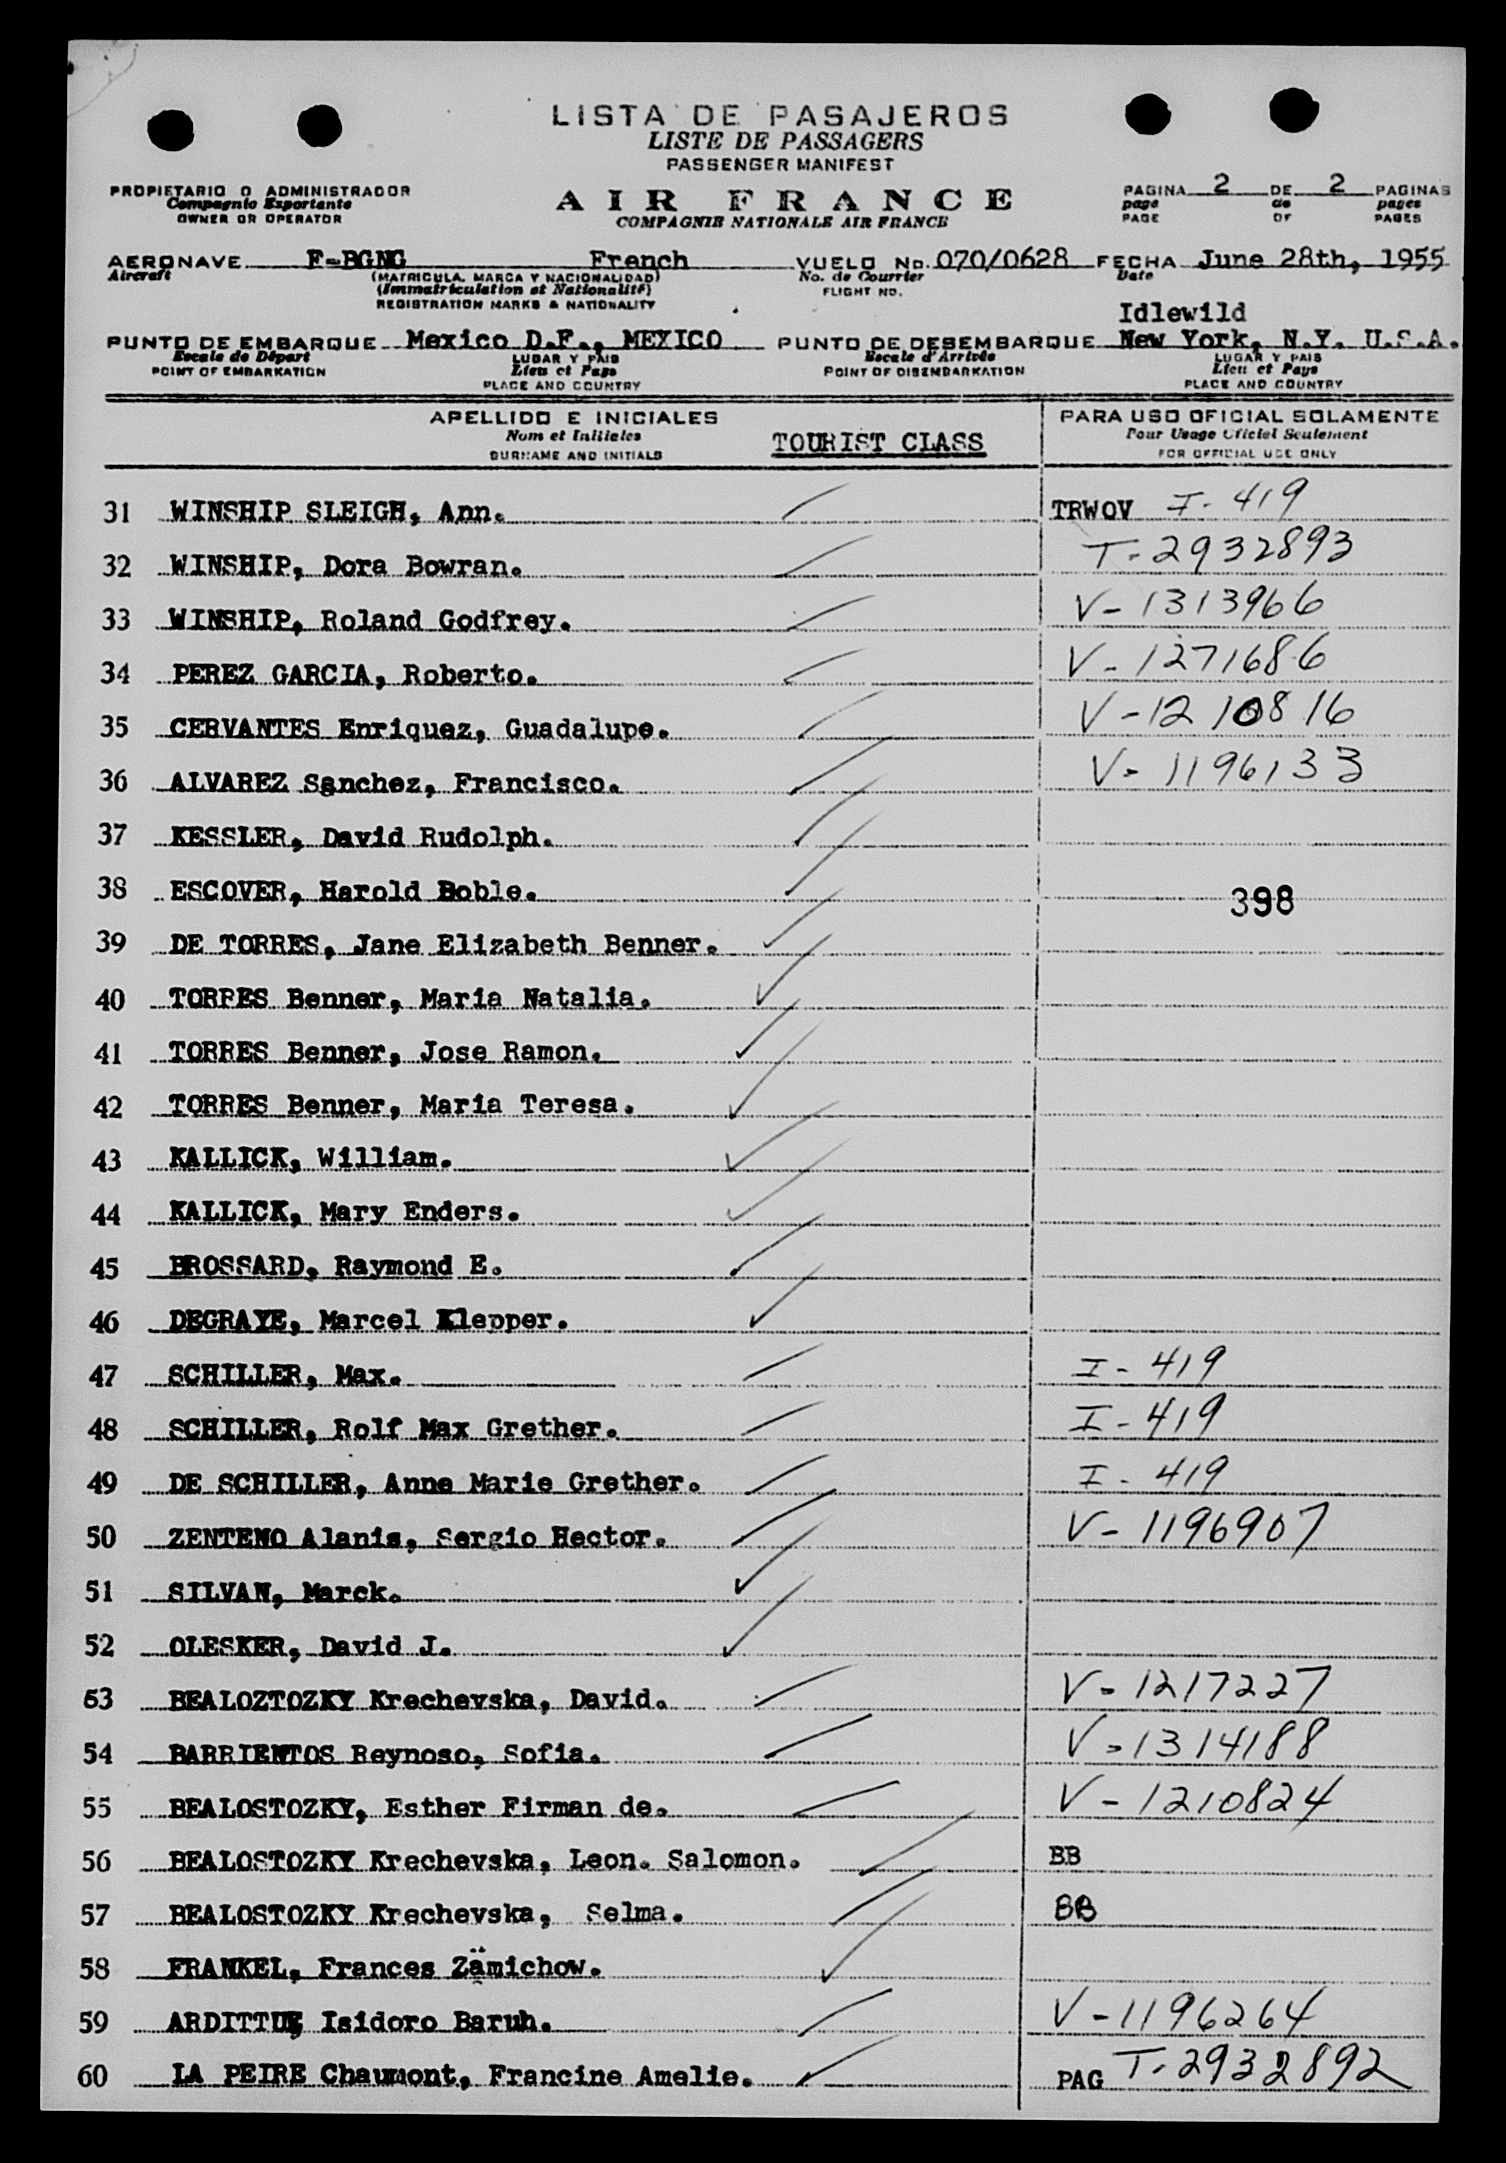 LISTA DE PASAJEROS
LISTE DE PASSAGERS
PASSENGER MANIFEST
PROPIETARIO O ADMINISTRADOR
Compagnie Exportante
OWNER OR OPERATOR
AIR FRANCE
COMPAGNIE NATIONALE AIR FRANCE
PAGINA 2 DE 2 PAGINAS
page de pages
PAGE OF PAGES
AERONAVE F-BGNG French VUELO No. 070/0628 FECHA June 28th, 1955
Aircraft (MATRICULA, MARCA Y NACIONALIDAD) No. de Courrier Date
(Immatriculation et Nationalité) FLIGHT NO.
REGISTRATION MARKS & NATIONALITY
Idlewild
PUNTO DE EMBARQUE Mexico D.F., MEXICO PUNTO DE DESEMBARQUE New York, N.Y. U.S.A.
Escale de Départ LUGAR Y PAIS Escale d'Arrivée LUGAR Y PAIS
POINT OF EMBARKATION Lieu et Pays POINT OF DISEMBARKATION Lieu et Pays
PLACE AND COUNTRY PLACE AND COUNTRY
APELLIDO E INICIALES PARA USO OFICIAL SOLAMENTE
Nom et Initiales TOURIST CLASS Pour Usage Officiel Seulement
SURNAME AND INITIALS FOR OFFICIAL USE ONLY
31 WINSHIP SLEIGH, Ann. TRWOV I-419
32 WINSHIP, Dora Bowran. T-2932893
33 WINSHIP, Roland Godfrey. V-1313966
34 PEREZ GARCIA, Roberto. V-1271686
35 CERVANTES Enriquez, Guadalupe. V-1210816
36 ALVAREZ Sanchez, Francisco. V-1196133
37 KESSLER, David Rudolph.
38 ESCOVER, Harold Boble. 398
39 DE TORRES, Jane Elizabeth Benner.
40 TORRES Benner, Maria Natalia.
41 TORRES Benner, Jose Ramon.
42 TORRES Benner, Maria Teresa.
43 KALLICK, William.
44 KALLICK, Mary Enders.
45 BROSSARD, Raymond E.
46 DEGRAYE, Marcel Klepper.
47 SCHILLER, Max. I-419
48 SCHILLER, Rolf Max Grether. I-419
49 DE SCHILLER, Anne Marie Grether. I-419
50 ZENTENO Alanis, Sergio Hector. V-1196907
51 SILVAN, Marck.
52 OLESKER, David J.
53 BEALOZTOZKY Krechevska, David. V-1217227
54 BARRIENTOS Reynoso, Sofia. V-1314188
55 BEALOSTOZKY, Esther Firman de. V-1210824
56 BEALOSTOZKY Krechevska, Leon. Salomon. BB
57 BEALOSTOZKY Krechevska, Selma. BB
58 FRANKEL, Frances Zämichow.
59 ARDITTUE, Isidoro Baruh. V-1196264
60 LA PEIRE Chaumont, Francine Amelie. PAG T-2932892